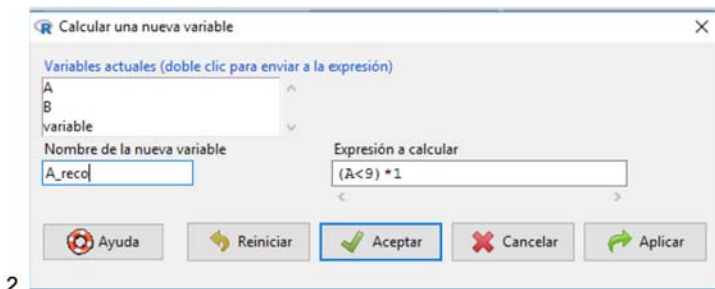 Calcular una nueva variable
Variables actuales (doble clic para enviar a la expresión)
A
B
variable
Nombre de la nueva variable
Expresión a calcular
A_reco
(A<9)*1
Ayuda
Reiniciar
Aceptar
Cancelar
Aplicar
2